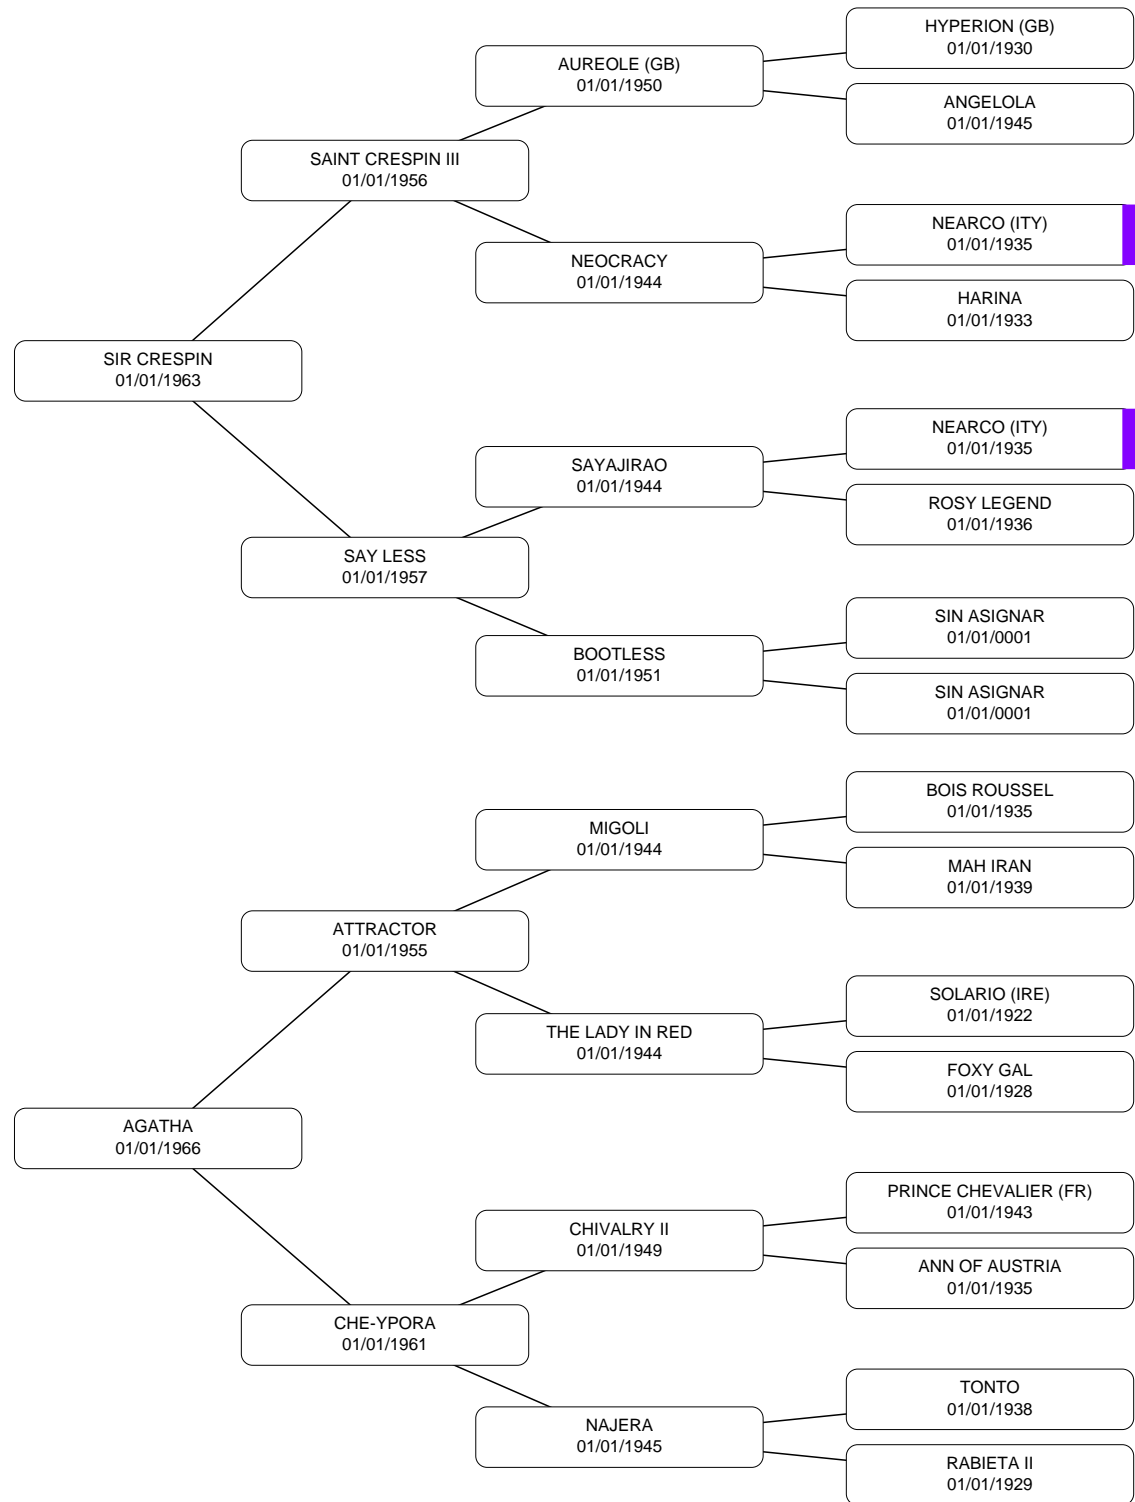 HYPERION (GB)
01/01/1930
AUREOLE (GB)
01/01/1950
ANGELOLA
01/01/1945
SAINT CRESPIN III
01/01/1956
NEARCO (ITY)
01/01/1935
NEOCRACY
01/01/1944
HARINA
01/01/1933
SIR CRESPIN
01/01/1963
NEARCO (ITY)
01/01/1935
SAYAJIRAO
01/01/1944
ROSY LEGEND
01/01/1936
SAY LESS
01/01/1957
SIN ASIGNAR
01/01/0001
BOOTLESS
01/01/1951
SIN ASIGNAR
01/01/0001
BOIS ROUSSEL
01/01/1935
MIGOLI
01/01/1944
MAH IRAN
01/01/1939
ATTRACTOR
01/01/1955
SOLARIO (IRE)
01/01/1922
THE LADY IN RED
01/01/1944
FOXY GAL
01/01/1928
AGATHA
01/01/1966
PRINCE CHEVALIER (FR)
01/01/1943
CHIVALRY II
01/01/1949
ANN OF AUSTRIA
01/01/1935
CHE-YPORA
01/01/1961
TONTO
01/01/1938
NAJERA
01/01/1945
RABIETA II
01/01/1929